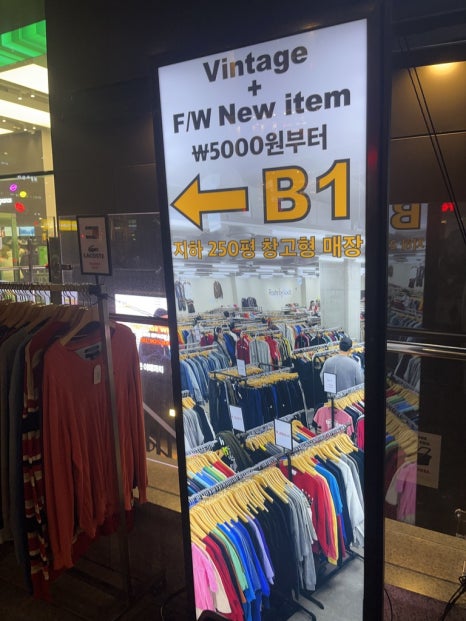 Vintage
+
F/W New item
₩5000원부터
B1
지하 250평 창고형 매장
LACOSTE